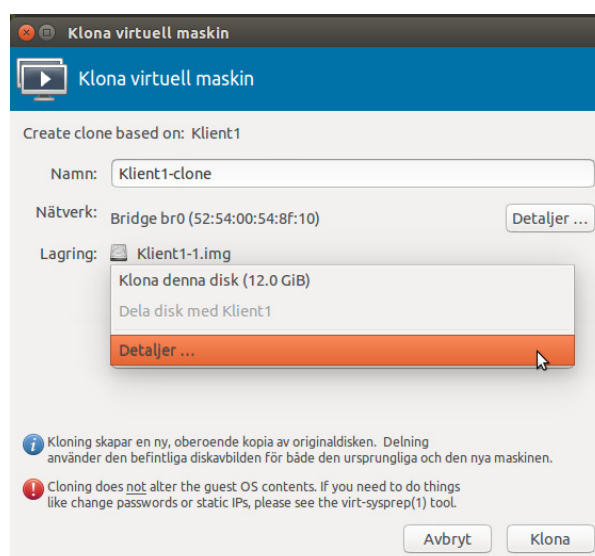 Klona virtuell maskin
Klona virtuell maskin
Create clone based on: Klient1
Namn: Klient1-clone
Nätverk: Bridge br0 (52:54:00:54:8f:10) Detaljer ...
Lagring: Klient1-1.img
Klona denna disk (12.0 GiB)
Dela disk med Klient1
Detaljer ...
Kloning skapar en ny, oberoende kopia av originaldisken. Delning
använder den befintliga diskavbilden för både den ursprungliga och den nya maskinen.
Cloning does not alter the guest OS contents. If you need to do things
like change passwords or static IPs, please see the virt-sysprep(1) tool.
Avbryt Klona